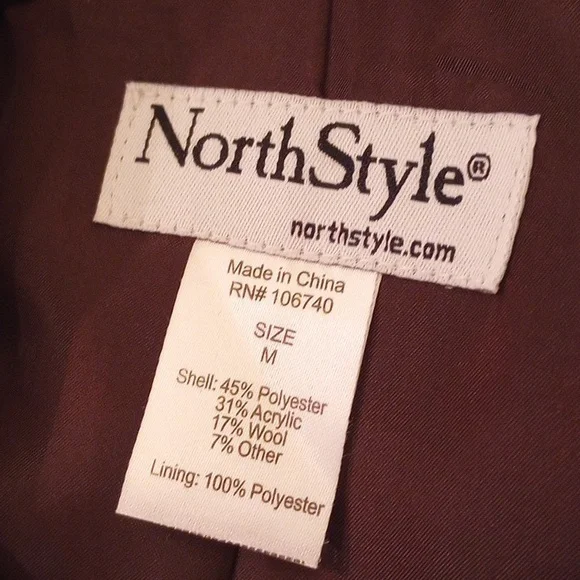 NorthStyle®
northstyle.com
Made in China
RN# 106740
SIZE
M
Shell: 45% Polyester
31% Acrylic
17% Wool
7% Other
Lining: 100% Polyester